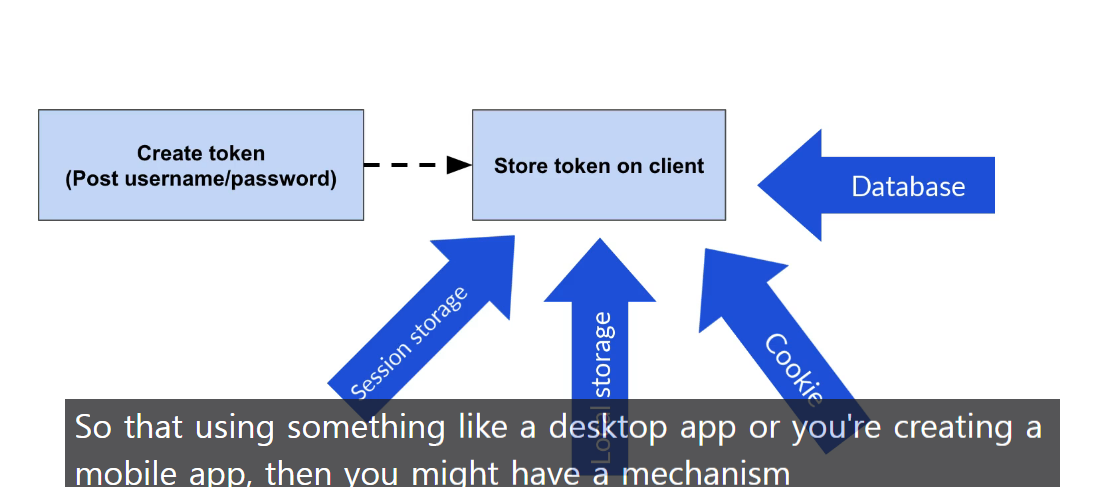 Create token
(Post username/password)
Store token on client
Database
Session storage
Local storage
Cookie
So that using something like a desktop app or you're creating a
mobile app, then you might have a mechanism